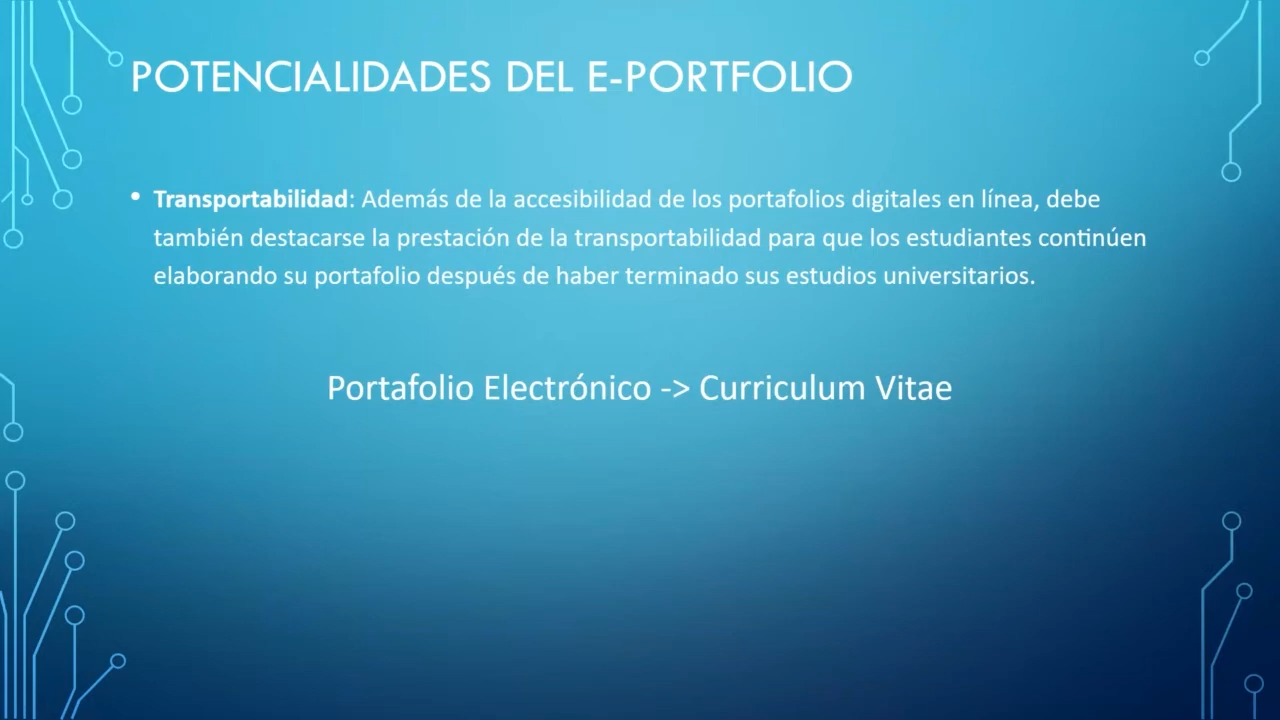 POTENCIALIDADES DEL E-PORTFOLIO
• Transportabilidad: Además de la accesibilidad de los portafolios digitales en línea, debe
también destacarse la prestación de la transportabilidad para que los estudiantes continúen
elaborando su portafolio después de haber terminado sus estudios universitarios.
Portafolio Electrónico -> Curriculum Vitae